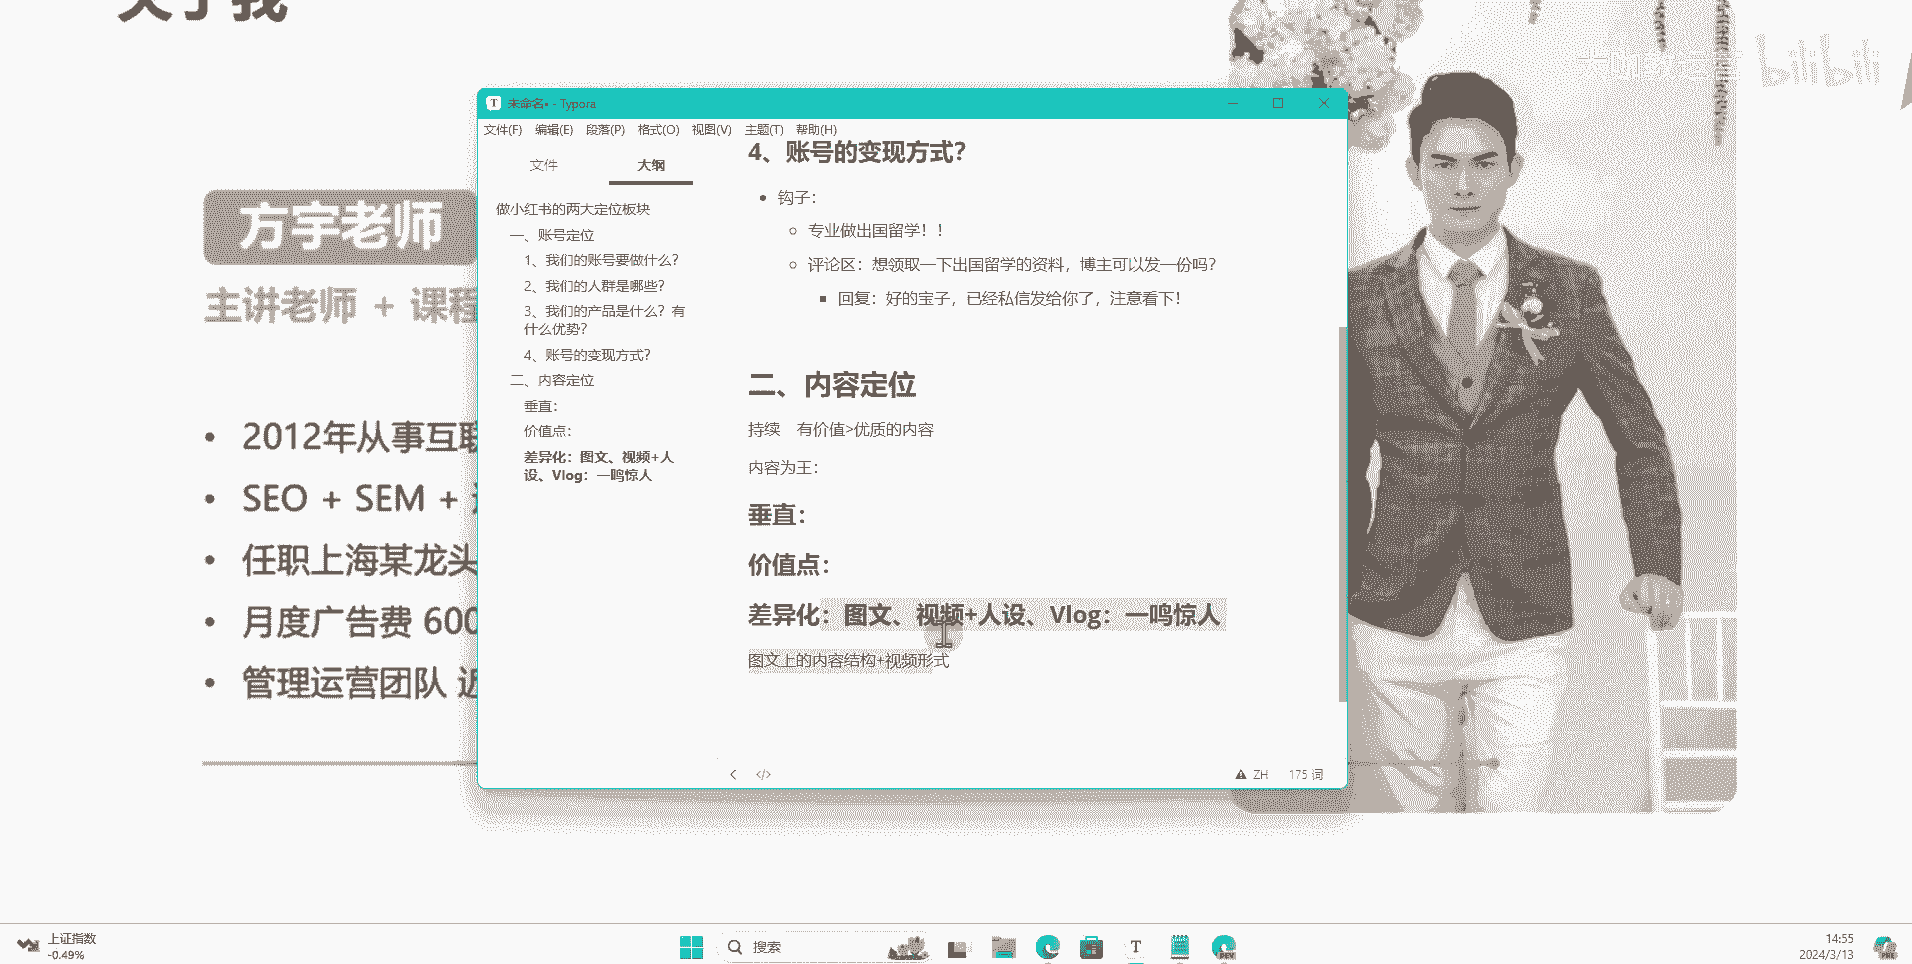 关于我
大咖教运营 bilibili
方宇老师
主讲老师 + 课程
2012年从事互联
SEO + SEM +
任职上海某龙头
月度广告费 600
管理运营团队 近
未命名• - Typora
文件(F) 编辑(E) 段落(P) 格式(O) 视图(V) 主题(T) 帮助(H)
文件 大纲
做小红书的两大定位板块
一、账号定位
1、我们的账号要做什么？
2、我们的人群是哪些？
3、我们的产品是什么？有
什么优势？
4、账号的变现方式？
二、内容定位
垂直：
价值点：
差异化：图文、视频+人
设、Vlog：一鸣惊人
4、账号的变现方式？
钩子：
专业做出国留学！！
评论区：想领取一下出国留学的资料，博主可以发一份吗？
回复：好的宝子，已经私信发给你了，注意看下！
二、内容定位
持续 有价值>优质的内容
内容为王：
垂直：
价值点：
差异化：图文、视频+人设、Vlog：一鸣惊人
图文上的内容结构+视频形式
ZH 175 词
上证指数
-0.49%
搜索
T
DEV
14:55
2024/3/13
PRE